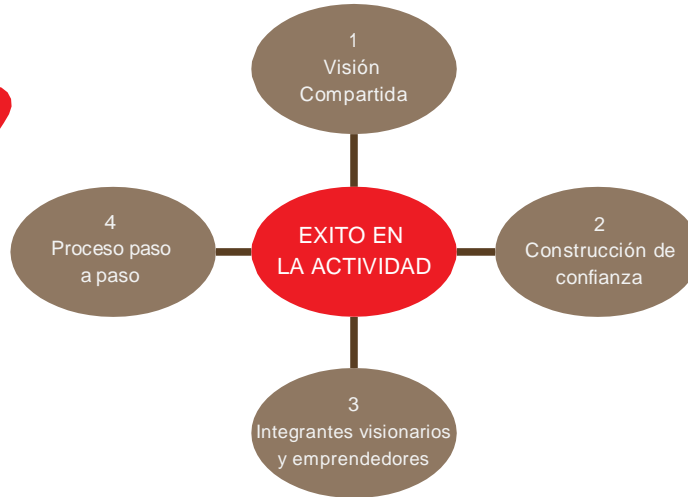 1
Visión
Compartida
EXITO EN
LA ACTIVIDAD
2
Construcción de
confianza
3
Integrantes visionarios
y emprendedores
4
Proceso paso
a paso